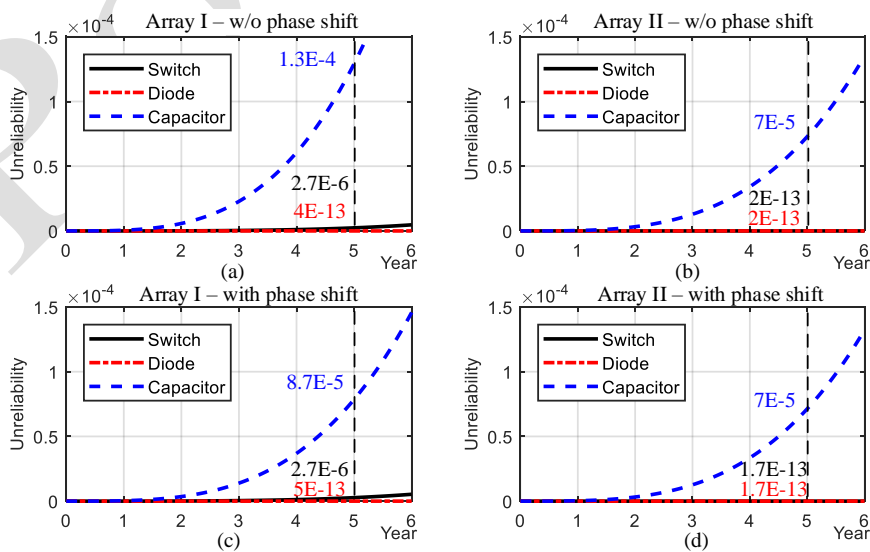 Array I – w/o phase shift
×10⁻⁴
1.5
1
0.5
0
Unreliability
Switch
Diode
Capacitor
1.3E-4
2.7E-6
4E-13
0 1 2 3 4 5 6
Year
(a)
Array II – w/o phase shift
×10⁻⁴
1.5
1
0.5
0
Unreliability
Switch
Diode
Capacitor
7E-5
2E-13
2E-13
0 1 2 3 4 5 6
Year
(b)
Array I – with phase shift
×10⁻⁴
1.5
1
0.5
0
Unreliability
Switch
Diode
Capacitor
8.7E-5
2.7E-6
5E-13
0 1 2 3 4 5 6
Year
(c)
Array II – with phase shift
×10⁻⁴
1.5
1
0.5
0
Unreliability
Switch
Diode
Capacitor
7E-5
1.7E-13
1.7E-13
0 1 2 3 4 5 6
Year
(d)